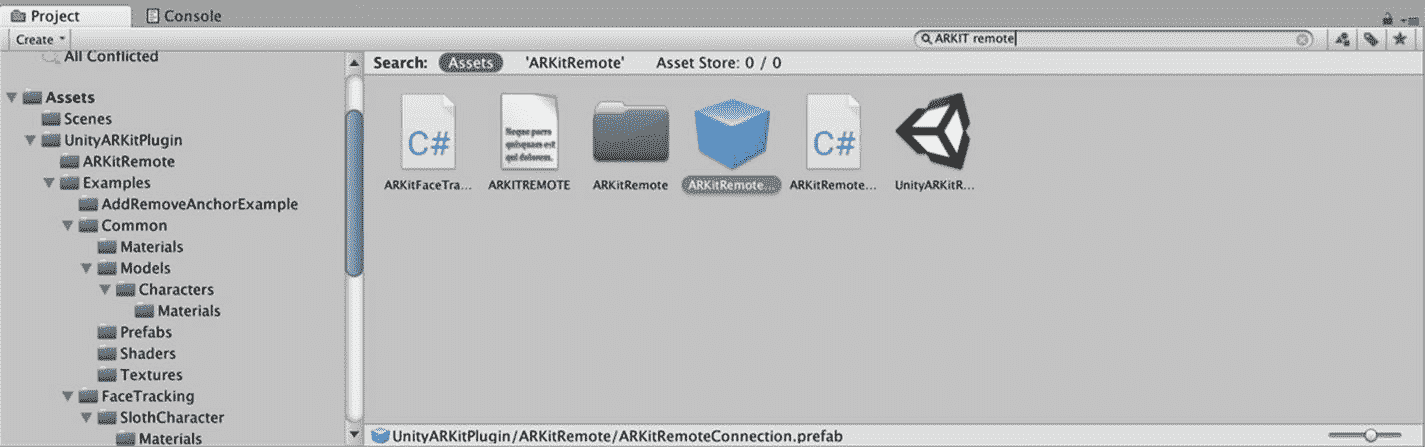 Project
Console
Create
ARKIT remote
All Conflicted
Assets
Scenes
UnityARKitPlugin
ARKitRemote
Examples
AddRemoveAnchorExample
Common
Materials
Models
Characters
Materials
Prefabs
Shaders
Textures
FaceTracking
SlothCharacter
Materials
Search: Assets 'ARKitRemote' Asset Store: 0 / 0
C#
ARKitFaceTra...
Neque porro
quisquam est
qui dolorem.
ARKITREMOTE
ARKitRemote
ARKitRemote...
C#
ARKitRemote...
UnityARKitR...
UnityARKitPlugin/ARKitRemote/ARKitRemoteConnection.prefab